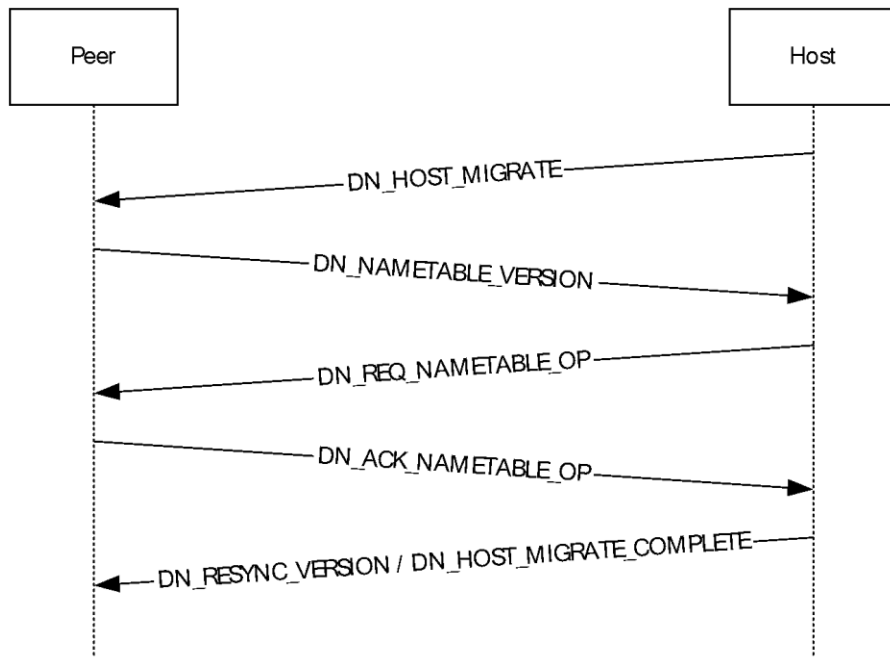 Peer
Host
DN_HOST_MIGRATE
DN_NAMETABLE_VERSION
DN_REQ_NAMETABLE_OP
DN_ACK_NAMETABLE_OP
DN_RESYNC_VERSION / DN_HOST_MIGRATE_COMPLETE